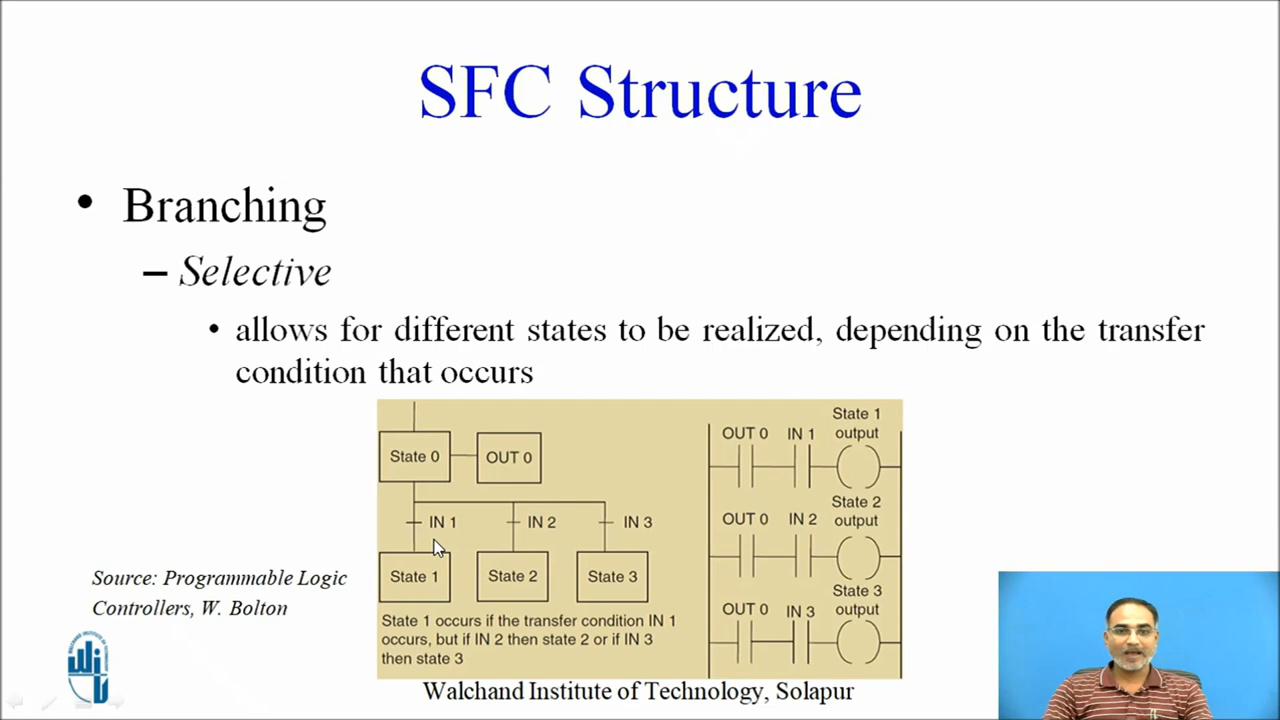 SFC Structure
• Branching
– Selective
• allows for different states to be realized, depending on the transfer
condition that occurs
State 0
OUT 0
IN 1
IN 2
IN 3
State 1
State 2
State 3
State 1 occurs if the transfer condition IN 1
occurs, but if IN 2 then state 2 or if IN 3
then state 3
State 1
OUT 0 IN 1 output
State 2
OUT 0 IN 2 output
State 3
OUT 0 IN 3 output
Source: Programmable Logic
Controllers, W. Bolton
Walchand Institute of Technology, Solapur